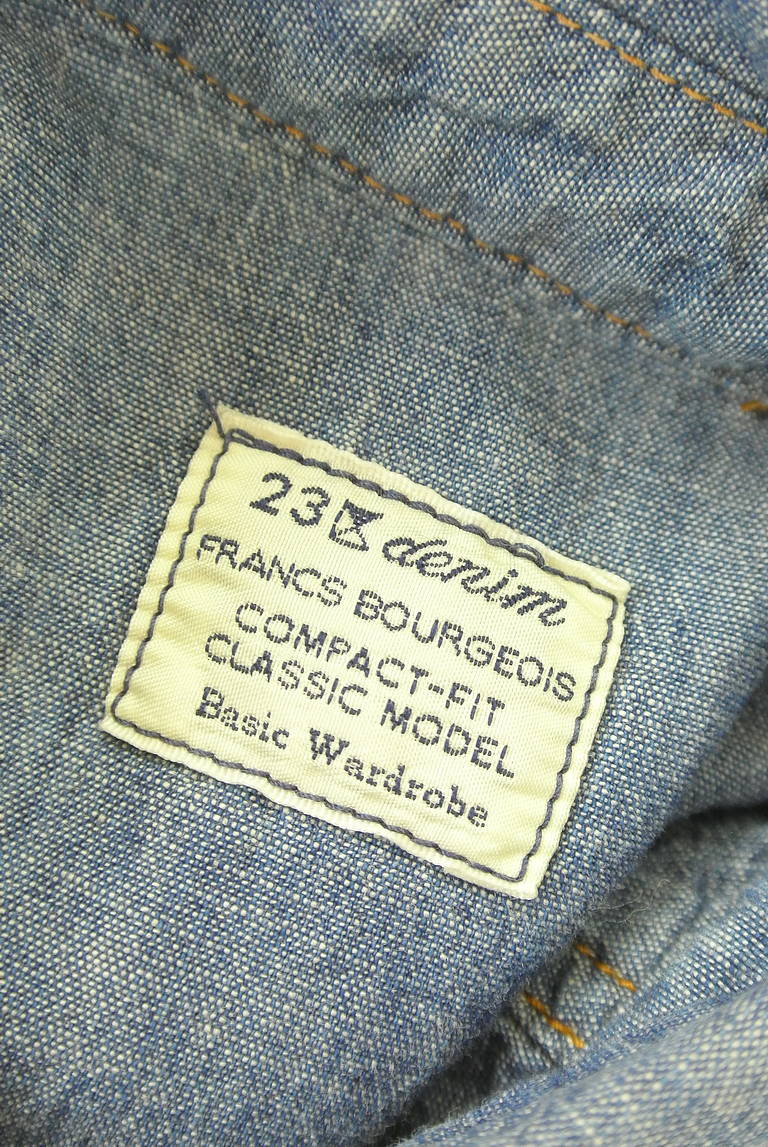 23区 denim
FRANCS BOURGEOIS
COMPACT-FIT
CLASSIC MODEL
Basic Wardrobe